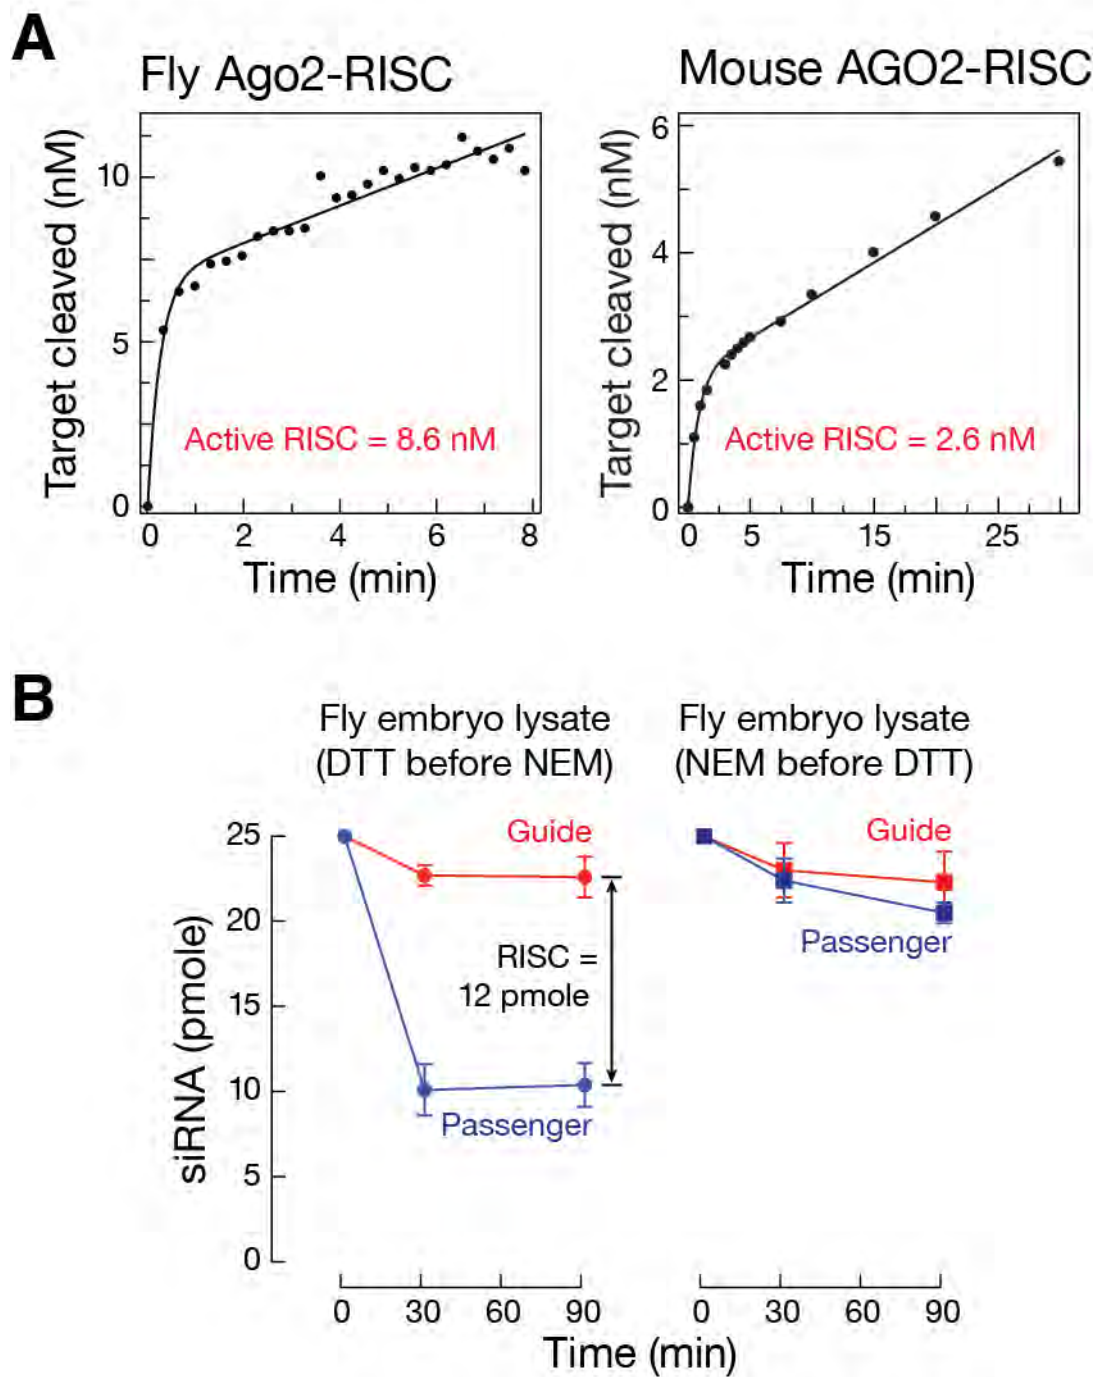 A
Fly Ago2-RISC
Mouse AGO2-RISC
Target cleaved (nM)
10
5
0
Active RISC = 8.6 nM
0 2 4 6 8
Time (min)
Target cleaved (nM)
6
4
2
0
Active RISC = 2.6 nM
0 5 15 25
Time (min)
B
Fly embryo lysate
(DTT before NEM)
Fly embryo lysate
(NEM before DTT)
siRNA (pmole)
25
20
15
10
5
0
Guide
RISC =
12 pmole
Passenger
Guide
Passenger
0 30 60 90
0 30 60 90
Time (min)